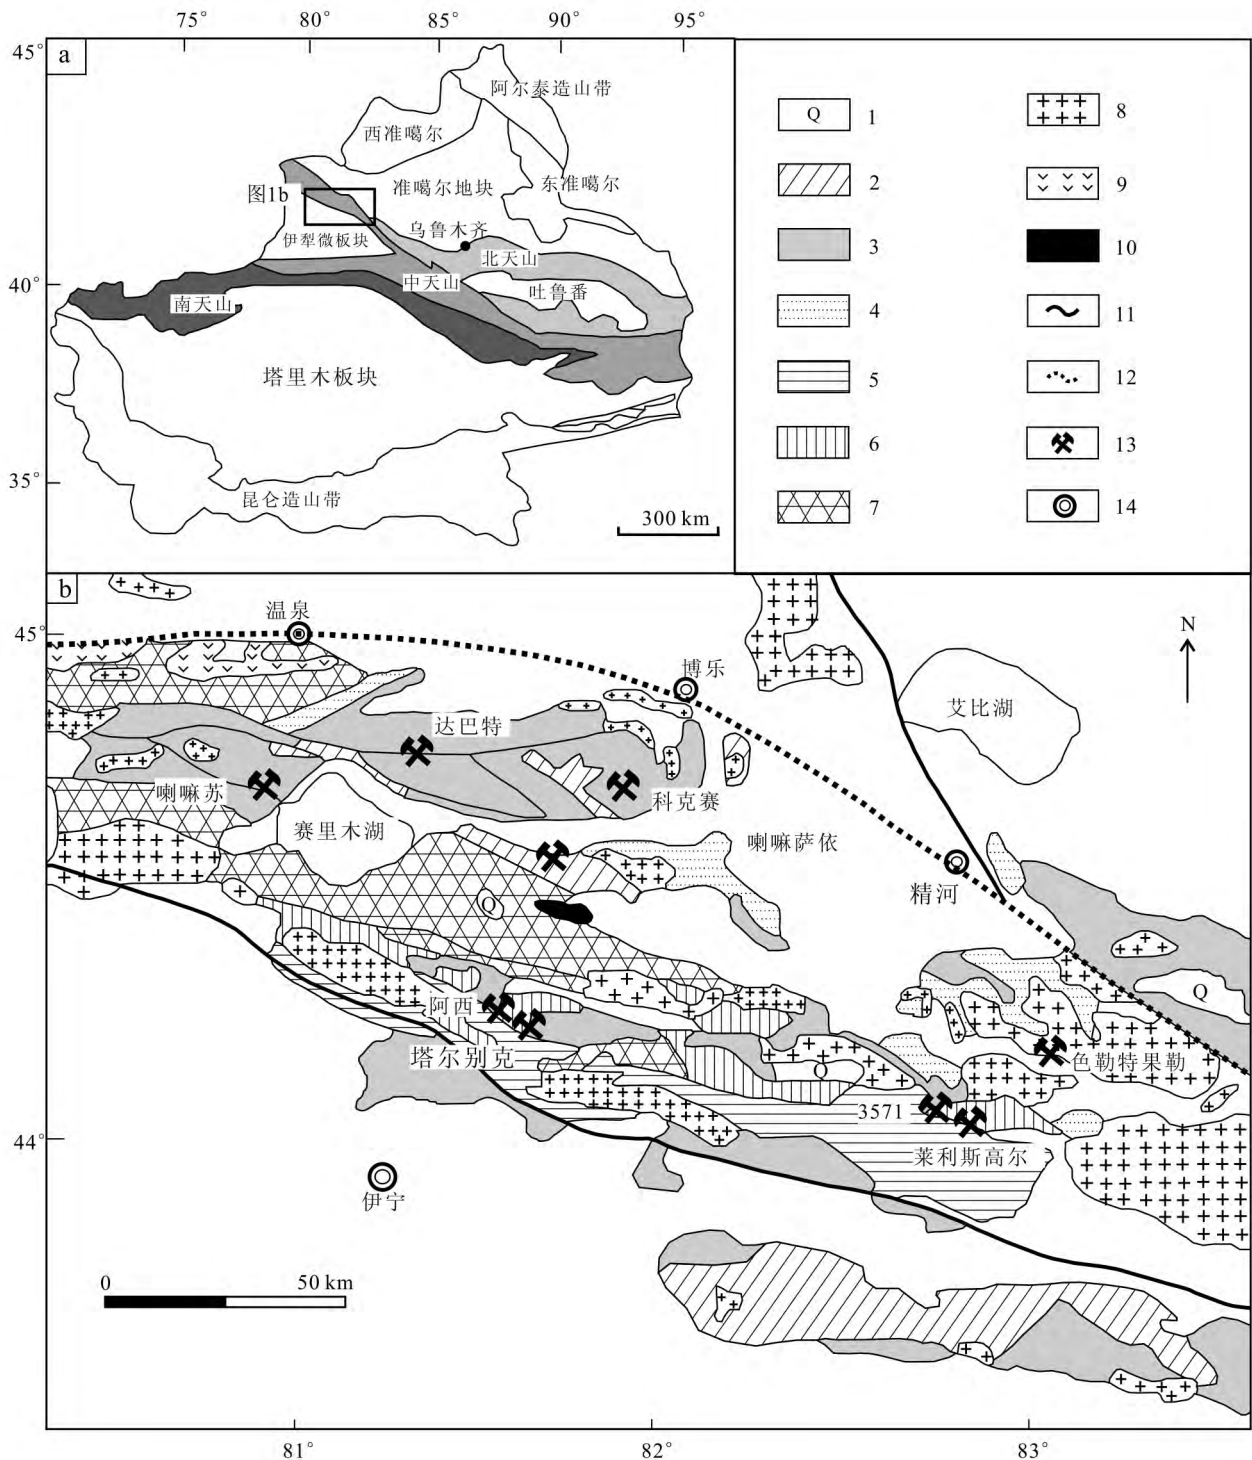 75° 80° 85° 90° 95°
45°
a
阿尔泰造山带
西准噶尔
准噶尔地块
东准噶尔
图1b
乌鲁木齐
伊犁微板块
北天山
中天山
吐鲁番
40°
南天山
塔里木板块
35°
昆仑造山带
300 km
Q 1
2
3
4
5
6
7
8
9
10
11
12
13
14
b
温泉
45°
N
博乐
艾比湖
达巴特
喇嘛苏
科克赛
赛里木湖
喇嘛萨依
精河
Q
Q
阿西
塔尔别克
色勒特果勒
Q
3571
44°
莱利斯高尔
伊宁
0 50 km
81° 82° 83°